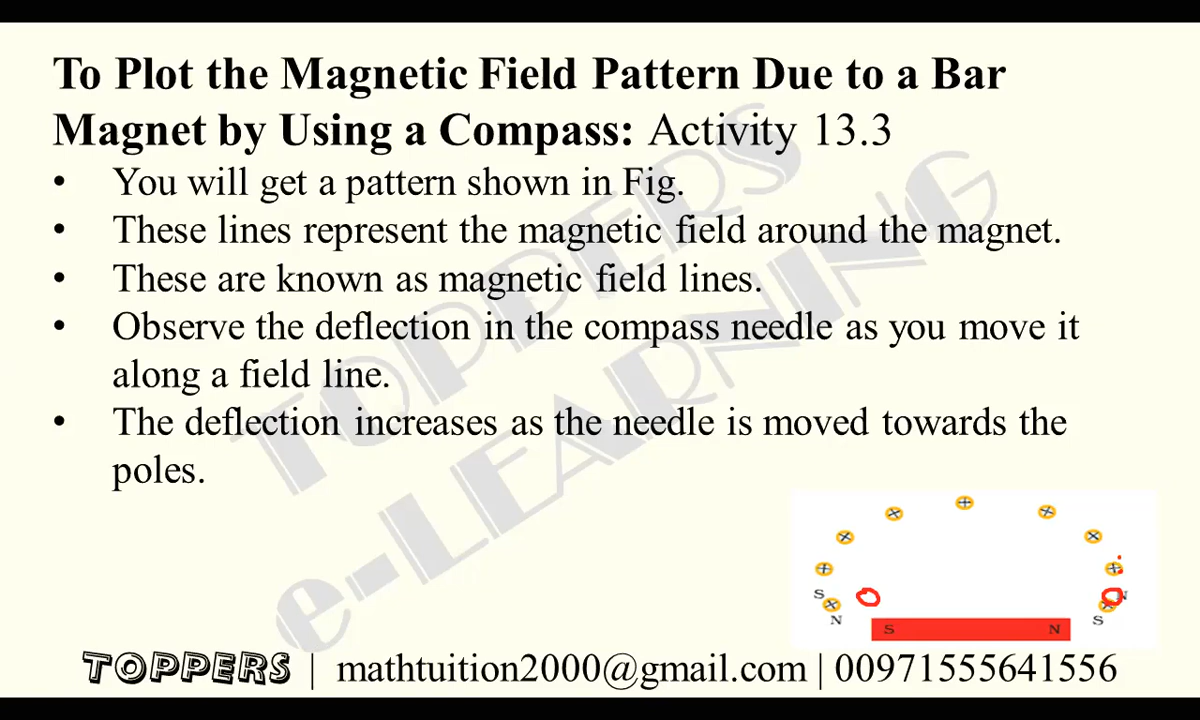 To Plot the Magnetic Field Pattern Due to a Bar
Magnet by Using a Compass: Activity 13.3
• You will get a pattern shown in Fig.
• These lines represent the magnetic field around the magnet.
• These are known as magnetic field lines.
• Observe the deflection in the compass needle as you move it
along a field line.
• The deflection increases as the needle is moved towards the
poles.
TOPPERS
e-LEARNING
S
N
N
S
S
N
TOPPERS | mathtuition2000@gmail.com | 00971555641556